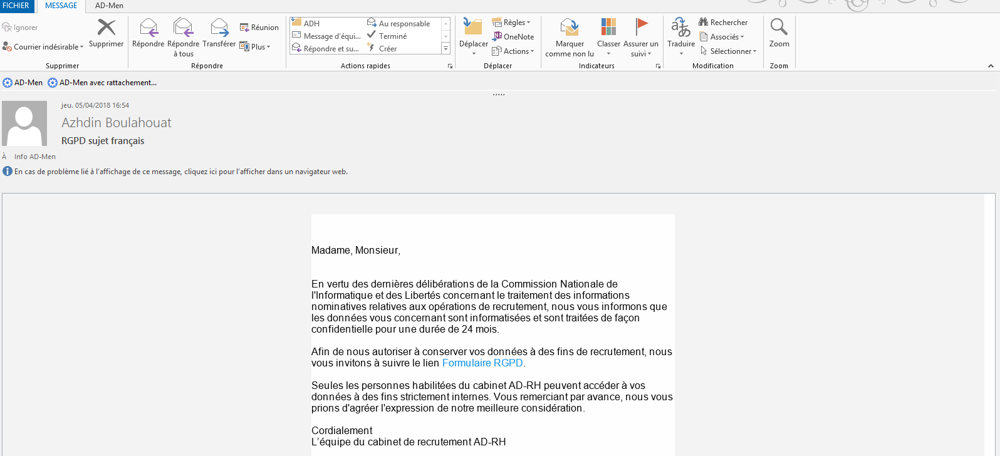 FICHIER MESSAGE AD-Men
Ignorer
Courrier indésirable
Supprimer
Supprimer
Répondre
Répondre à tous
Transférer
Réunion
Plus
Répondre
ADH
Message d'équi...
Répondre et su...
Au responsable
Terminé
Créer
Actions rapides
Déplacer
Règles
OneNote
Actions
Déplacer
Marquer comme non lu
Classer
Assurer un suivi
Indicateurs
Traduire
Rechercher
Associés
Sélectionner
Modification
Zoom
Zoom
AD-Men AD-Men avec rattachement...
jeu. 05/04/2018 16:54
Azhdin Boulahouat
RGPD sujet français
À Info AD-Men
En cas de problème lié à l'affichage de ce message, cliquez ici pour l'afficher dans un navigateur web.
Madame, Monsieur,
En vertu des dernières délibérations de la Commission Nationale de
l'Informatique et des Libertés concernant le traitement des informations
nominatives relatives aux opérations de recrutement, nous vous informons que
les données vous concernant sont informatisées et sont traitées de façon
confidentielle pour une durée de 24 mois.
Afin de nous autoriser à conserver vos données à des fins de recrutement, nous
vous invitons à suivre le lien Formulaire RGPD.
Seules les personnes habilitées du cabinet AD-RH peuvent accéder à vos
données à des fins strictement internes. Vous remerciant par avance, nous vous
prions d'agréer l'expression de notre meilleure considération.
Cordialement
L'équipe du cabinet de recrutement AD-RH